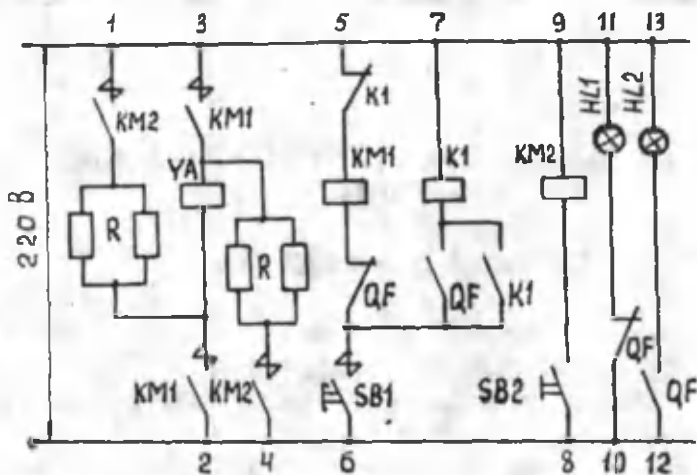 1 3 5 7 9 11 13
KM2 KM1 K1 HL1 HL2
YA KM1 K1 KM2
220 В
R R QF QF K1
QF
KM1 KM2 SB1 SB2 QF
2 4 6 8 10 12